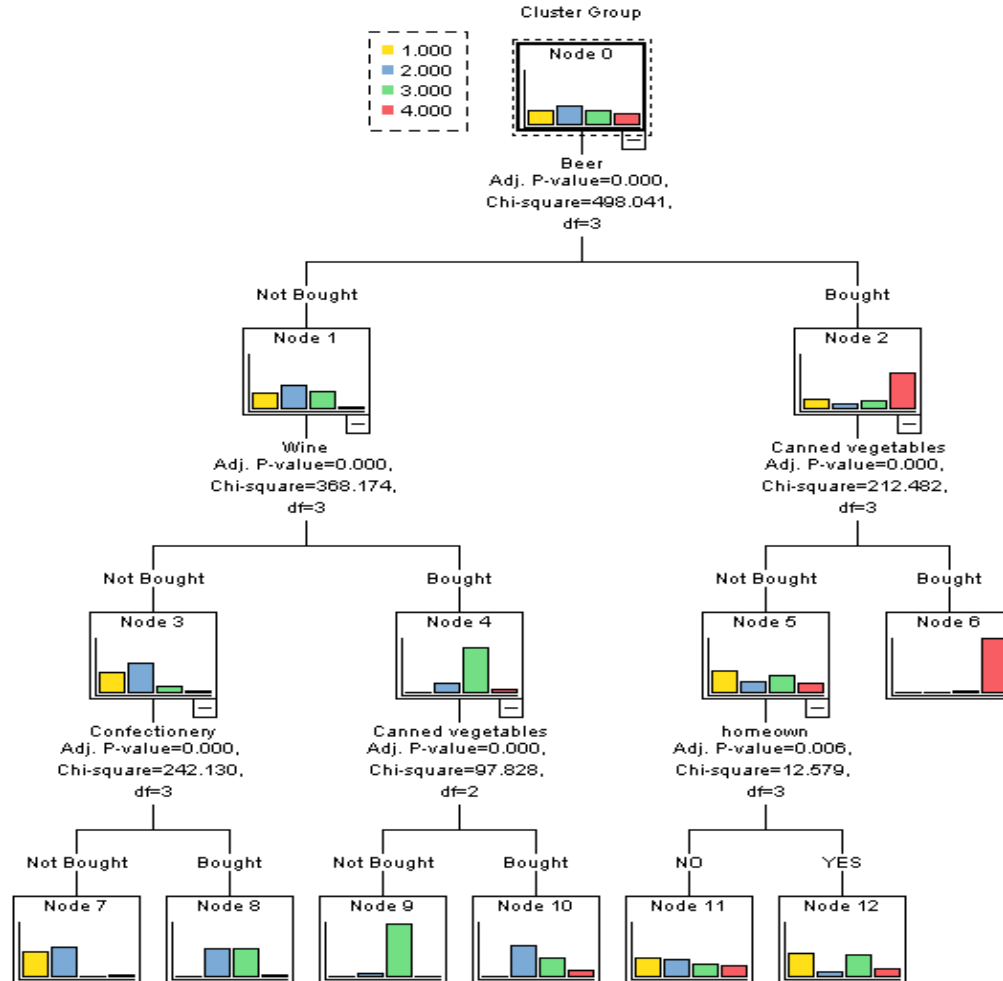 Cluster Group
1.000
2.000
3.000
4.000
Node 0
Beer
Adj. P-value=0.000,
Chi-square=498.041,
df=3
Not Bought
Bought
Node 1
Node 2
Wine
Adj. P-value=0.000,
Chi-square=368.174,
df=3
Canned vegetables
Adj. P-value=0.000,
Chi-square=212.482,
df=3
Not Bought
Bought
Not Bought
Bought
Node 3
Node 4
Node 5
Node 6
Confectionery
Adj. P-value=0.000,
Chi-square=242.130,
df=3
Canned vegetables
Adj. P-value=0.000,
Chi-square=97.828,
df=2
homeown
Adj. P-value=0.006,
Chi-square=12.579,
df=3
Not Bought
Bought
Not Bought
Bought
NO
YES
Node 7
Node 8
Node 9
Node 10
Node 11
Node 12